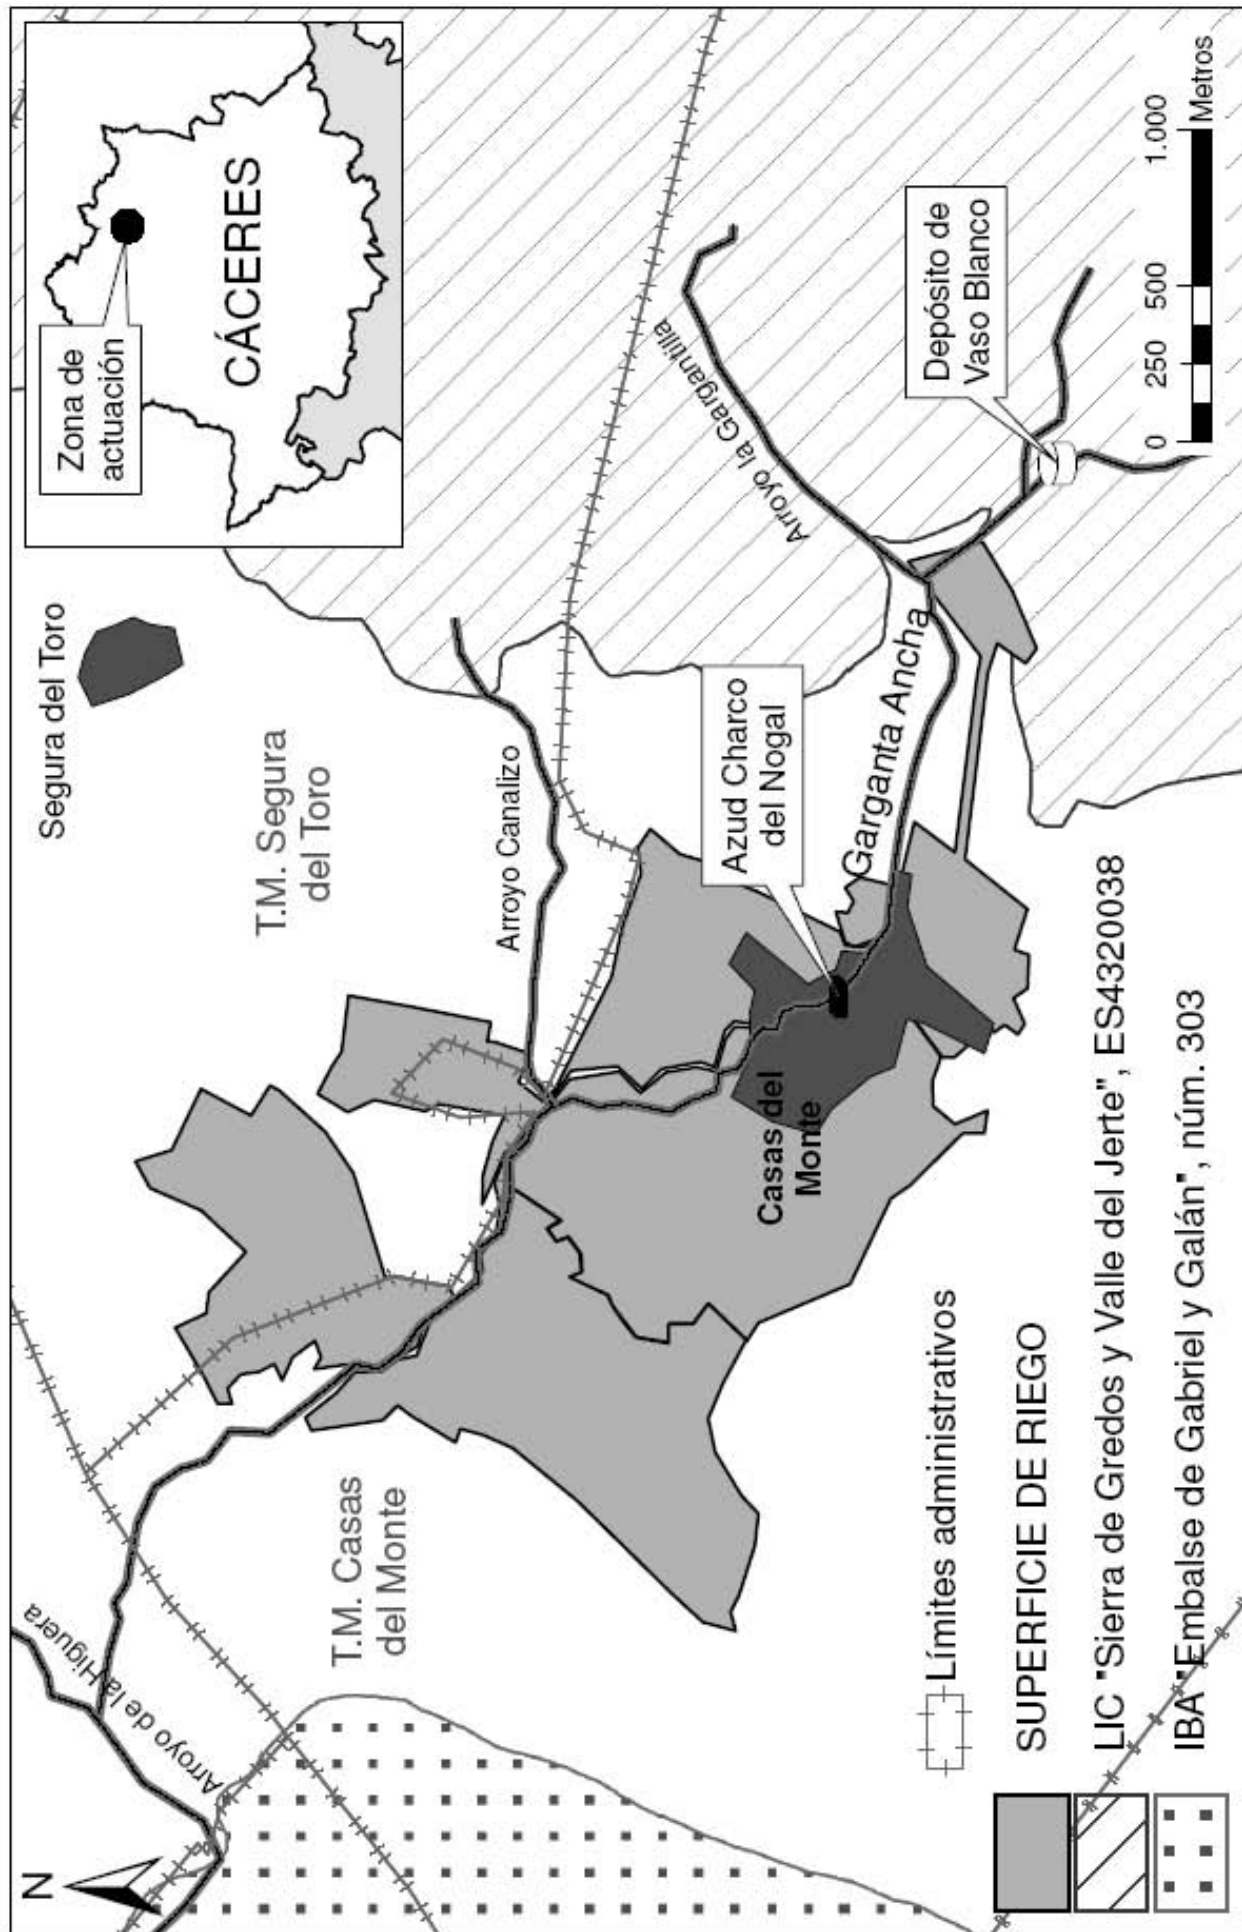 N
Arroyo de la Higuera
T.M. Casas
del Monte
Segura del Toro
T.M. Segura
del Toro
Arroyo Canalizo
Zona de
actuación
CÁCERES
Arroyo la Gargantilla
Azud Charco
del Nogal
Garganta Ancha
Casas del
Monte
Depósito de
Vaso Blanco
Límites administrativos
SUPERFICIE DE RIEGO
LIC "Sierra de Gredos y Valle del Jerte", ES4320038
IBA "Embalse de Gabriel y Galán", núm. 303
0 250 500 1.000
Metros